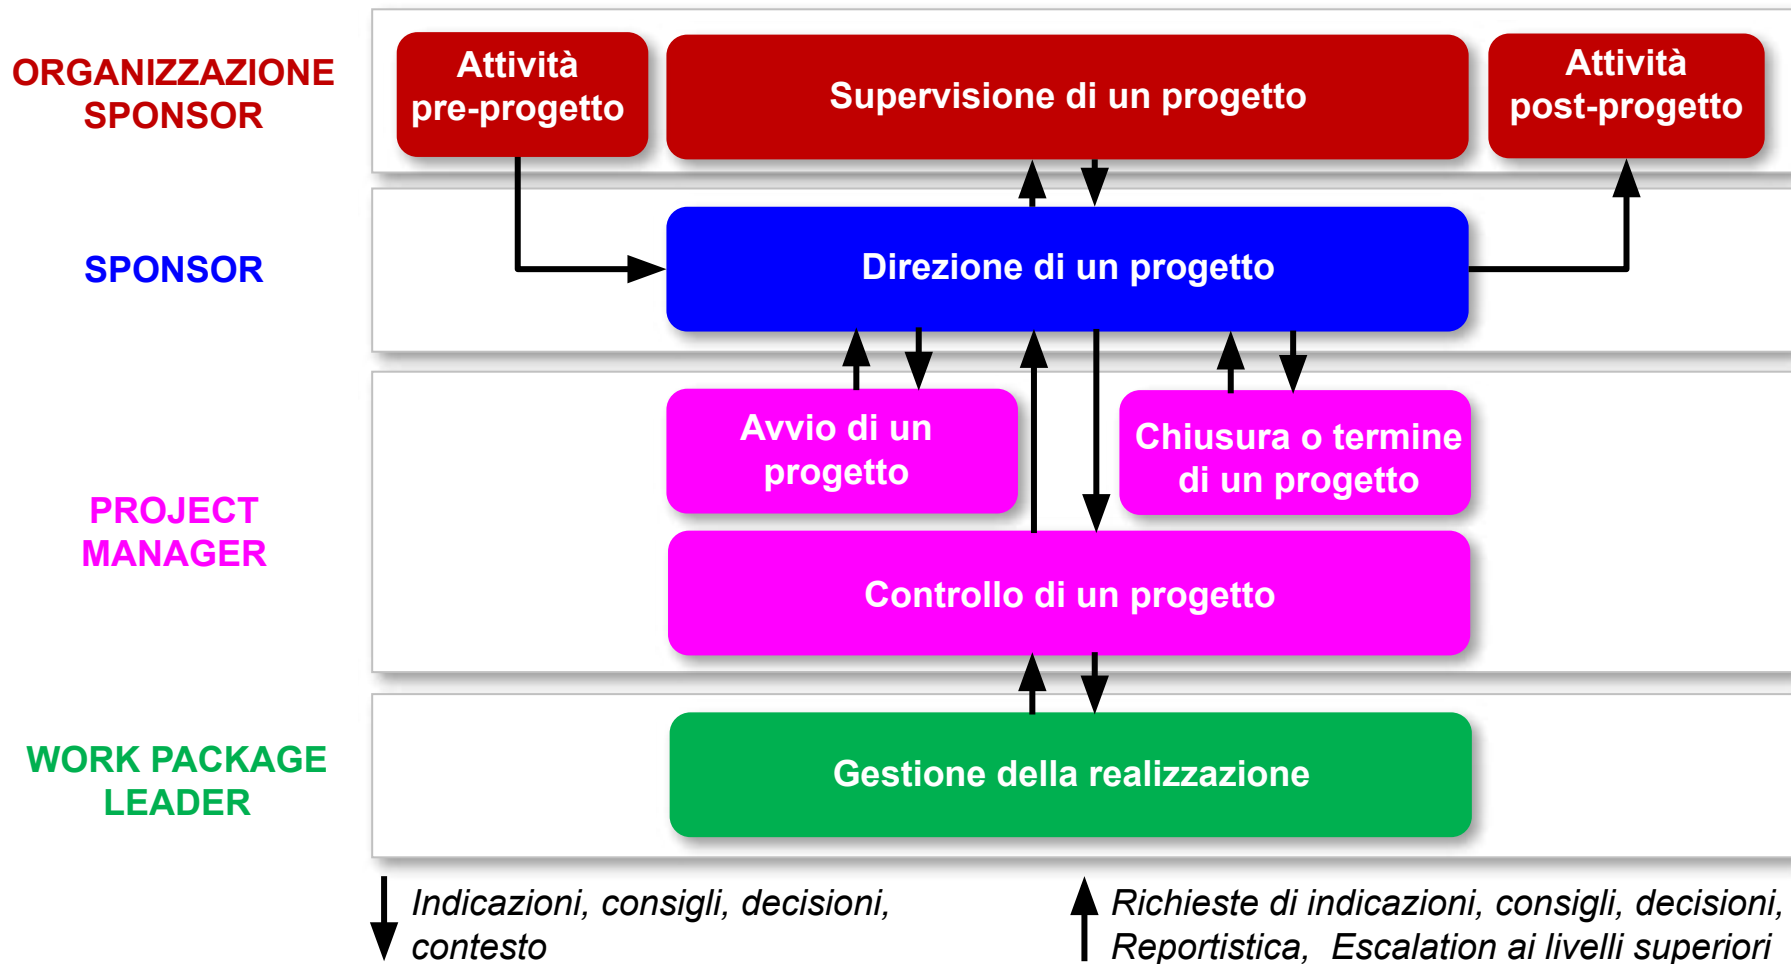 ORGANIZZAZIONE
SPONSOR
Attività
pre-progetto
Supervisione di un progetto
Attività
post-progetto
SPONSOR
Direzione di un progetto
PROJECT
MANAGER
Avvio di un
progetto
Chiusura o termine
di un progetto
Controllo di un progetto
WORK PACKAGE
LEADER
Gestione della realizzazione
Indicazioni, consigli, decisioni,
contesto
Richieste di indicazioni, consigli, decisioni,
Reportistica, Escalation ai livelli superiori